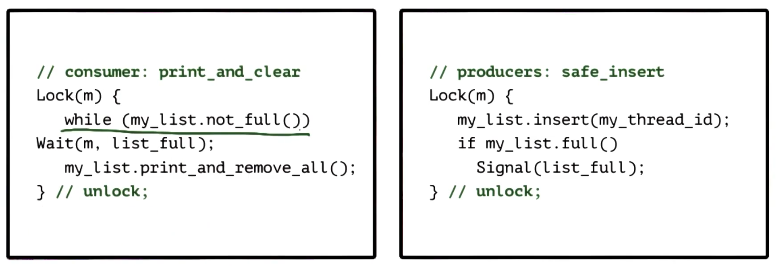 // consumer: print_and_clear
Lock(m) {
while (my_list.not_full())
Wait(m, list_full);
my_list.print_and_remove_all();
} // unlock;
// producers: safe_insert
Lock(m) {
my_list.insert(my_thread_id);
if my_list.full()
Signal(list_full);
} // unlock;